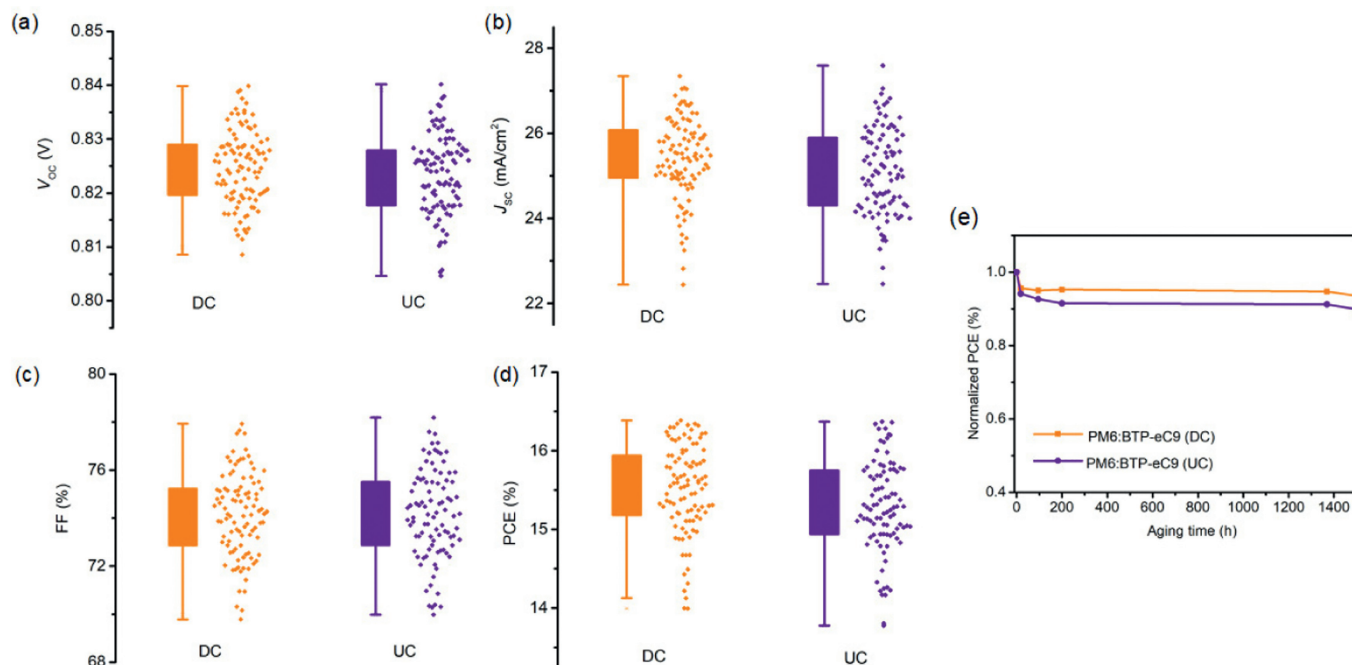 (a)
0.85
0.84
0.83
0.82
0.81
0.80
V_OC (V)
DC
UC
(b)
28
26
24
22
J_SC (mA/cm²)
DC
UC
(c)
80
76
72
68
FF (%)
DC
UC
(d)
17
16
15
14
PCE (%)
DC
UC
(e)
1.0
0.8
0.6
0.4
Normalized PCE (%)
PM6:BTP-eC9 (DC)
PM6:BTP-eC9 (UC)
0 200 400 600 800 1000 1200 1400
Aging time (h)